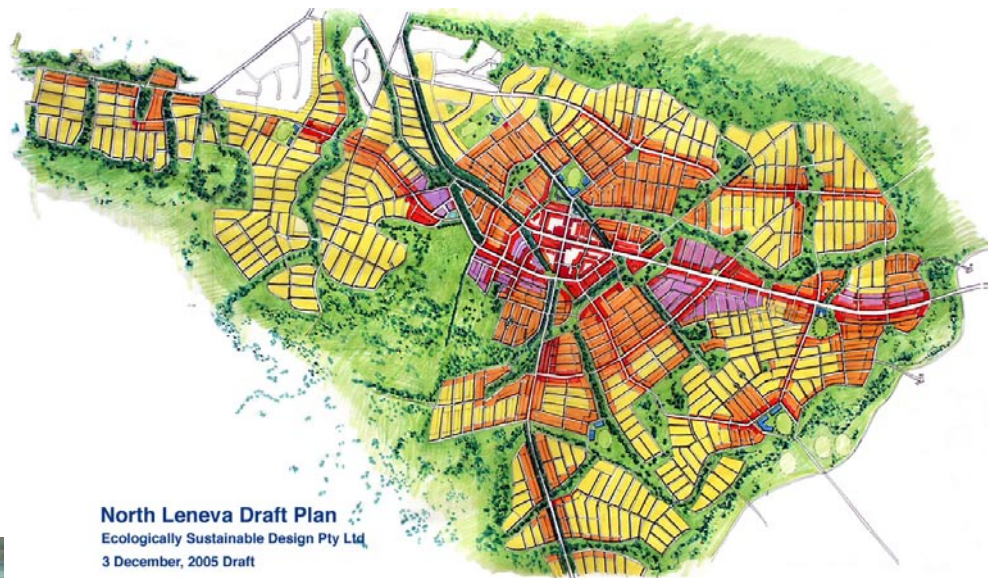 North Leneva Draft Plan
Ecologically Sustainable Design Pty Ltd
3 December, 2005 Draft